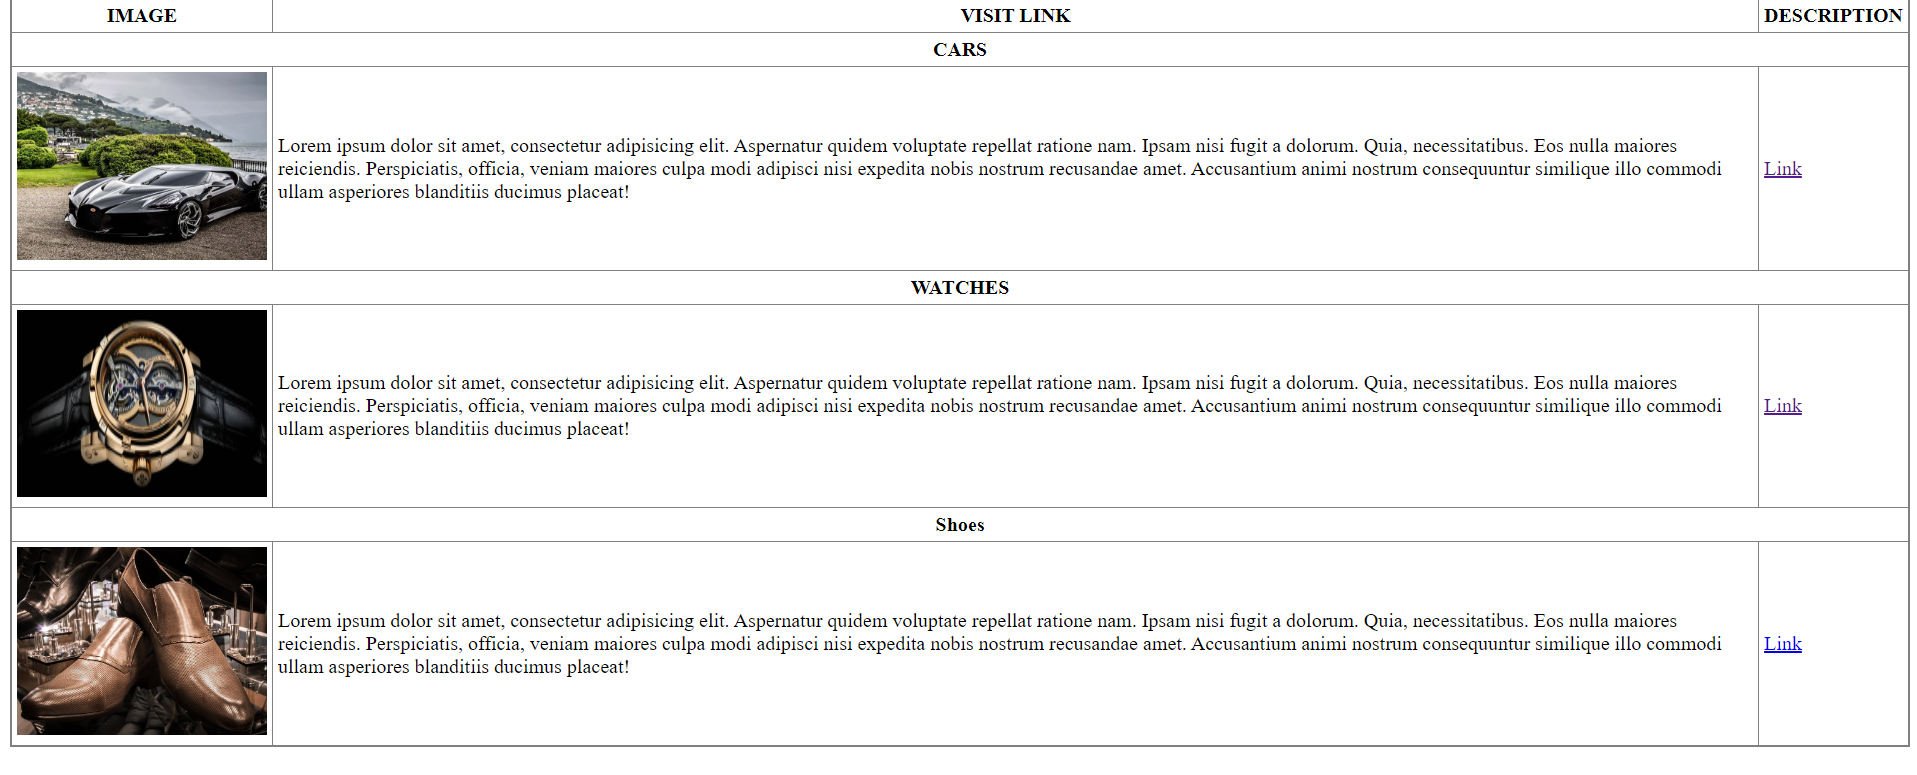 IMAGE VISIT LINK DESCRIPTION
CARS
Lorem ipsum dolor sit amet, consectetur adipisicing elit. Aspernatur quidem voluptate repellat ratione nam. Ipsam nisi fugit a dolorum. Quia, necessitatibus. Eos nulla maiores
reiciendis. Perspiciatis, officia, veniam maiores culpa modi adipisci nisi expedita nobis nostrum recusandae amet. Accusantium animi nostrum consequuntur similique illo commodi
ullam asperiores blanditiis ducimus placeat!
Link
WATCHES
Lorem ipsum dolor sit amet, consectetur adipisicing elit. Aspernatur quidem voluptate repellat ratione nam. Ipsam nisi fugit a dolorum. Quia, necessitatibus. Eos nulla maiores
reiciendis. Perspiciatis, officia, veniam maiores culpa modi adipisci nisi expedita nobis nostrum recusandae amet. Accusantium animi nostrum consequuntur similique illo commodi
ullam asperiores blanditiis ducimus placeat!
Link
Shoes
Lorem ipsum dolor sit amet, consectetur adipisicing elit. Aspernatur quidem voluptate repellat ratione nam. Ipsam nisi fugit a dolorum. Quia, necessitatibus. Eos nulla maiores
reiciendis. Perspiciatis, officia, veniam maiores culpa modi adipisci nisi expedita nobis nostrum recusandae amet. Accusantium animi nostrum consequuntur similique illo commodi
ullam asperiores blanditiis ducimus placeat!
Link